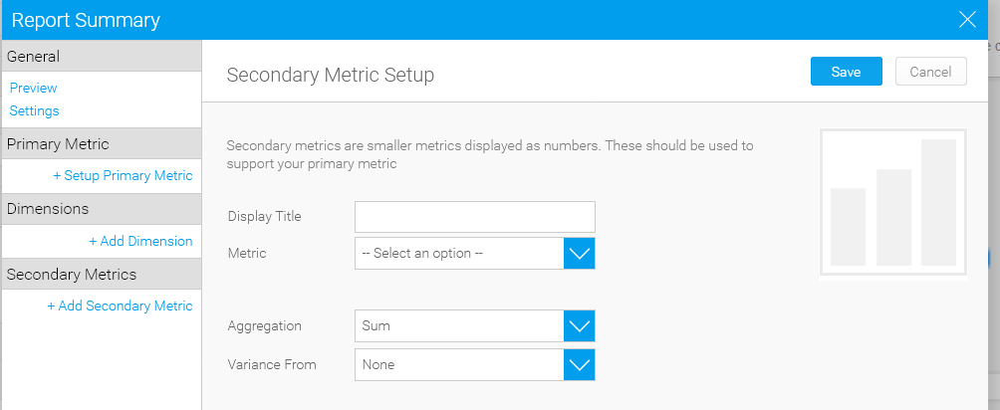 Report Summary
General
Preview
Settings
Primary Metric
+ Setup Primary Metric
Dimensions
+ Add Dimension
Secondary Metrics
+ Add Secondary Metric
Secondary Metric Setup
Save
Cancel
Secondary metrics are smaller metrics displayed as numbers. These should be used to
support your primary metric
Display Title
Metric
-- Select an option --
Aggregation
Sum
Variance From
None